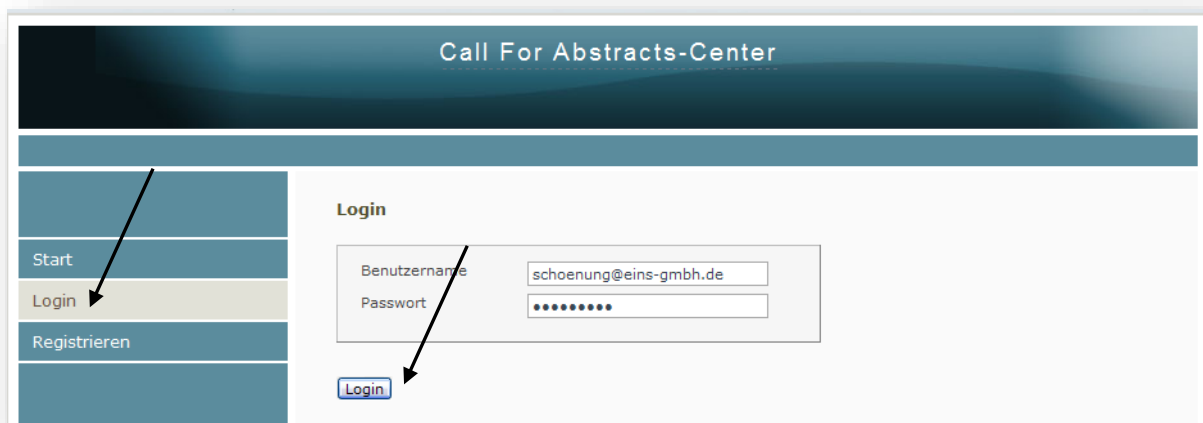 Call For Abstracts-Center
Start
Login
Registrieren
Login
Benutzername schoenung@eins-gmbh.de
Passwort •••••••••
Login